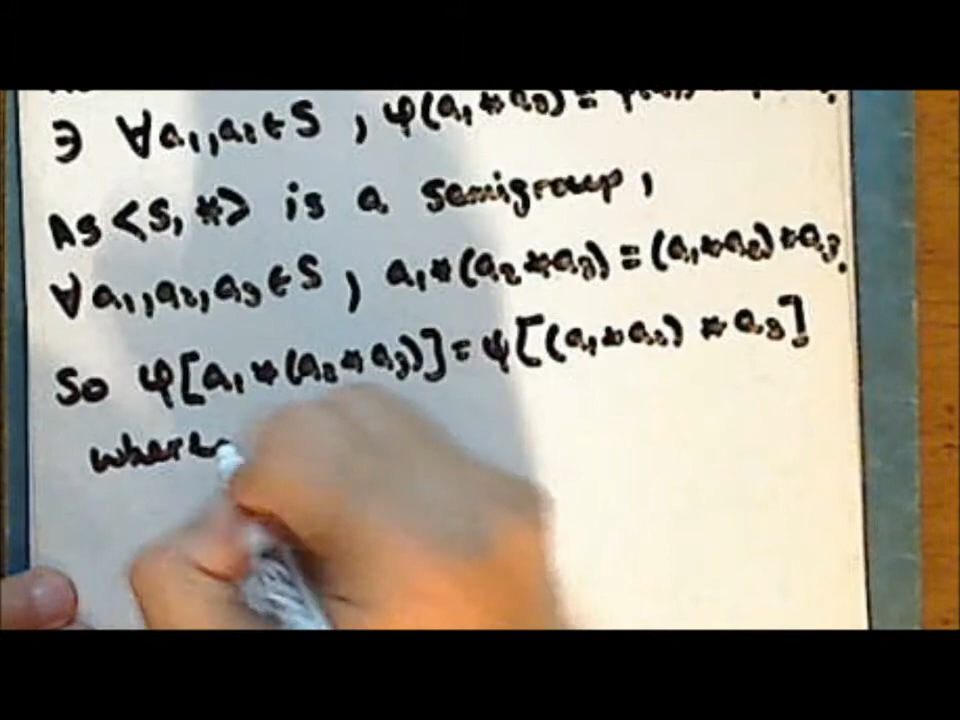 ∋ ∀a₁,a₂∈S , φ(a₁*a₂)=
As <S,*> is a semigroup,
∀a₁,a₂,a₃∈S , a₁*(a₂*a₃)=(a₁*a₂)*a₃.
So φ[a₁*(a₂*a₃)]=φ[(a₁*a₂)*a₃]
where